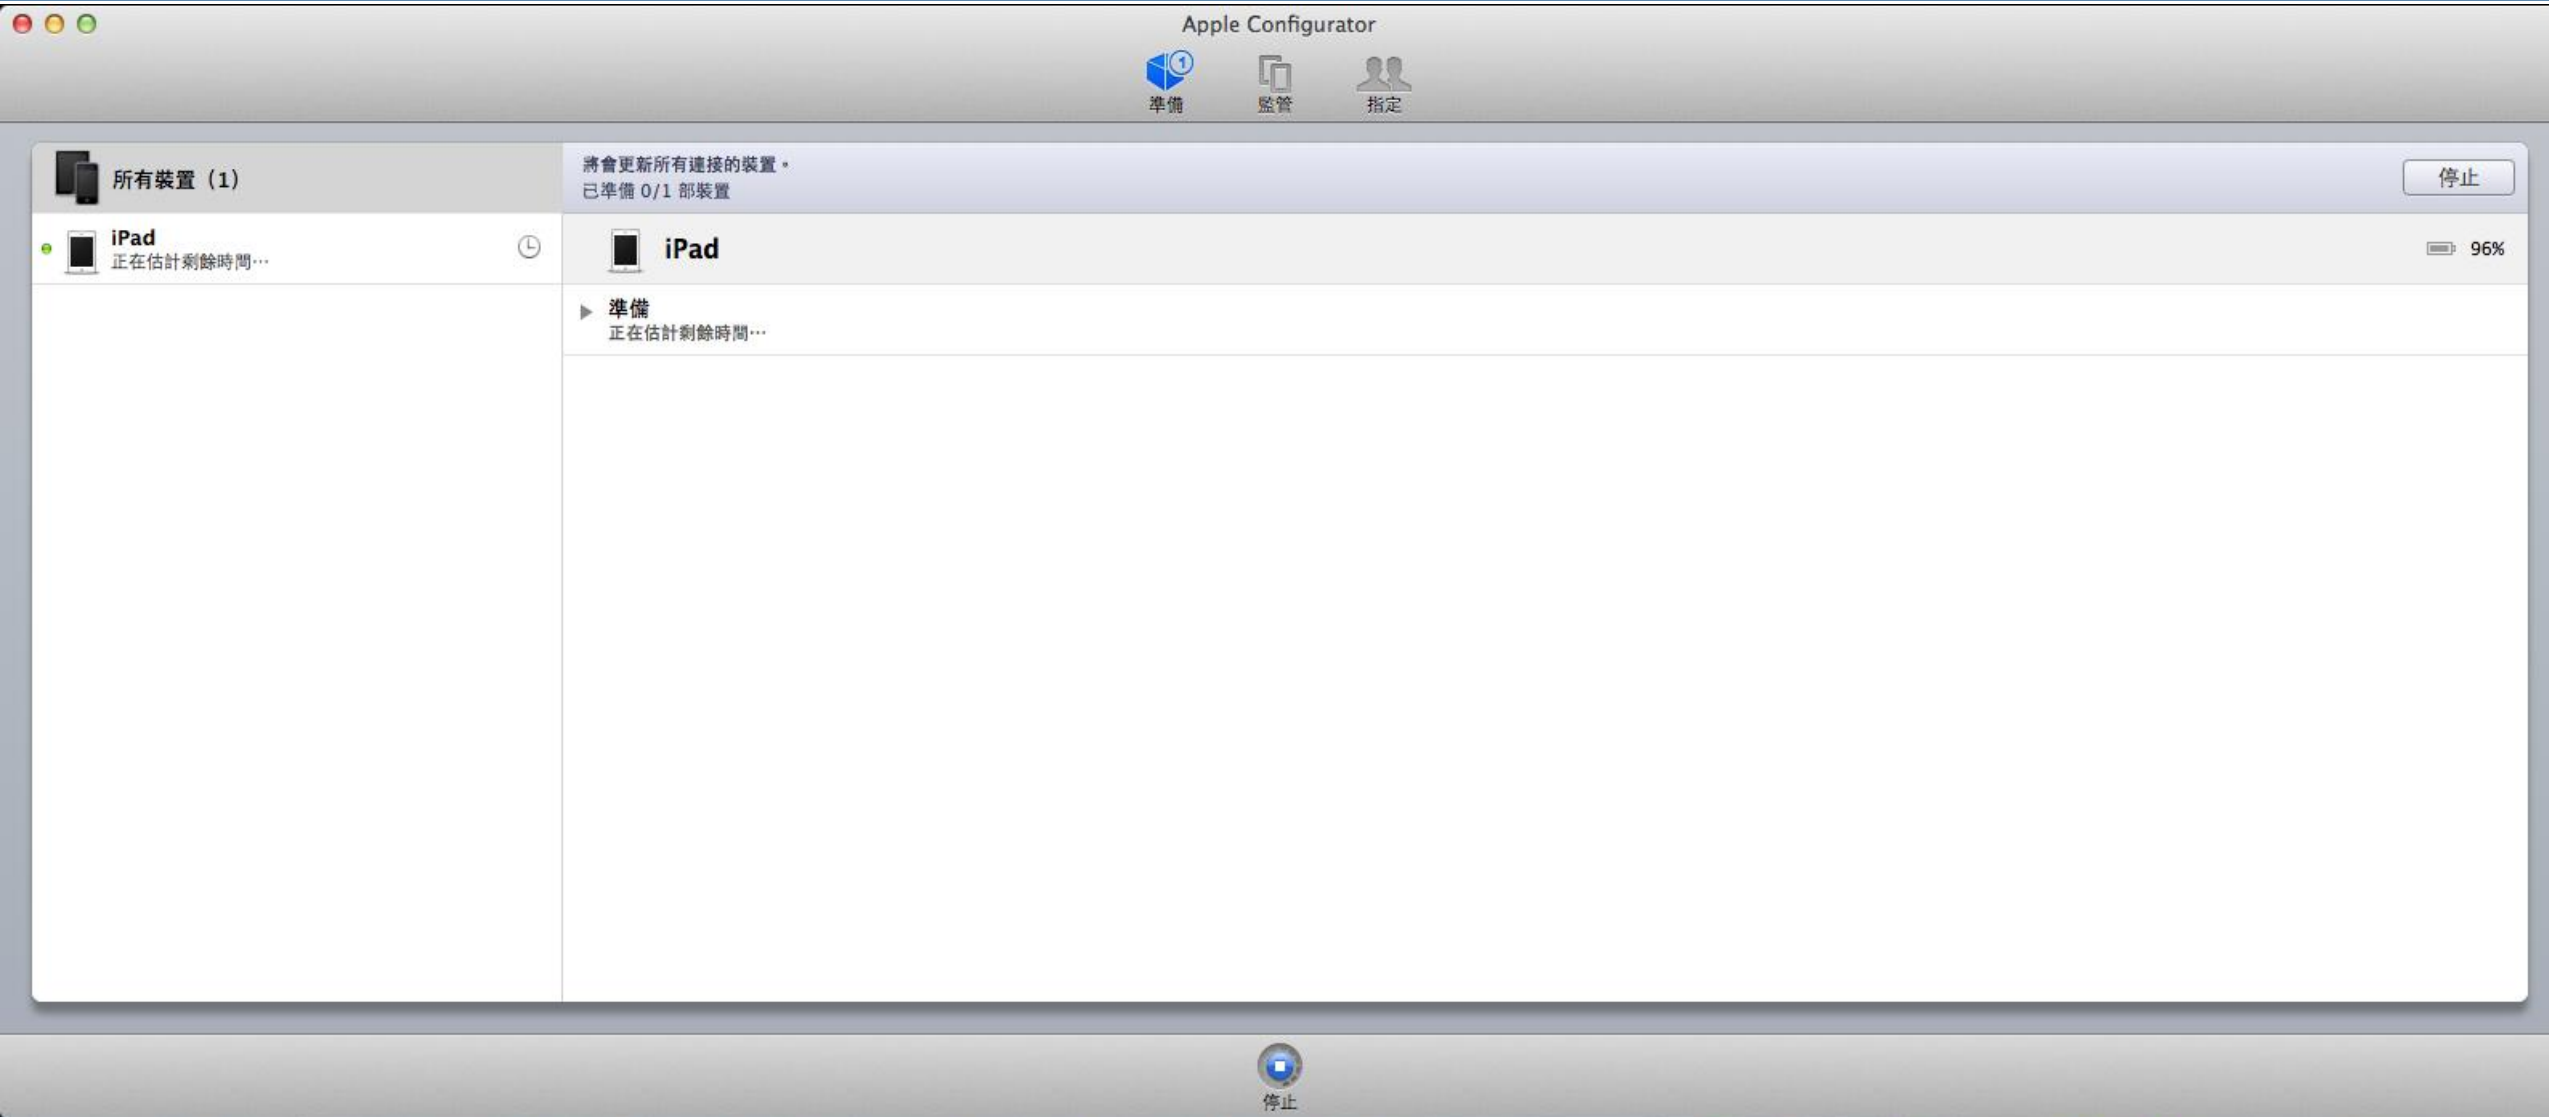 Apple Configurator
1
準備
監管
指定
所有裝置（1）
將會更新所有連接的裝置。
已準備 0/1 部裝置
停止
iPad
正在估計剩餘時間…
iPad
96%
準備
正在估計剩餘時間…
停止